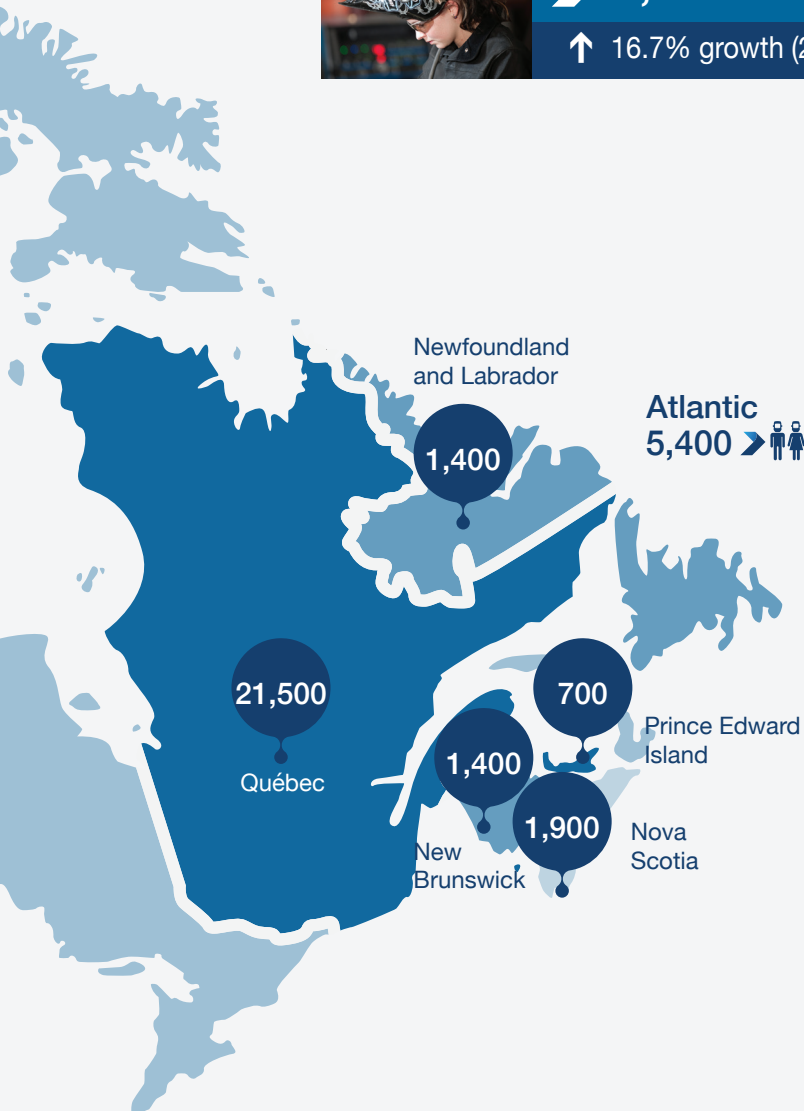 16.7% growth
Newfoundland
and Labrador
1,400
Atlantic
5,400
21,500
Québec
700
Prince Edward
Island
1,400
New
Brunswick
1,900
Nova
Scotia